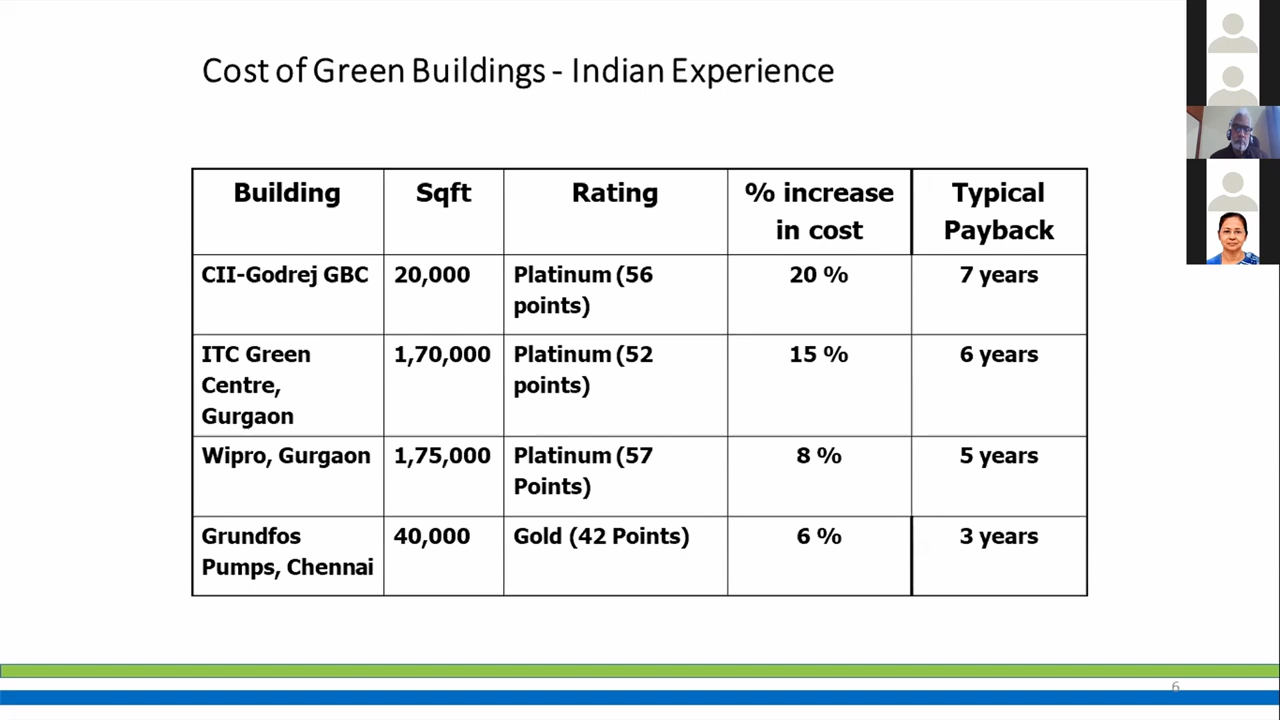 Cost of Green Buildings - Indian Experience
Building Sqft Rating % increase in cost Typical Payback
CII-Godrej GBC 20,000 Platinum (56 points) 20 % 7 years
ITC Green Centre, Gurgaon 1,70,000 Platinum (52 points) 15 % 6 years
Wipro, Gurgaon 1,75,000 Platinum (57 Points) 8 % 5 years
Grundfos Pumps, Chennai 40,000 Gold (42 Points) 6 % 3 years
6